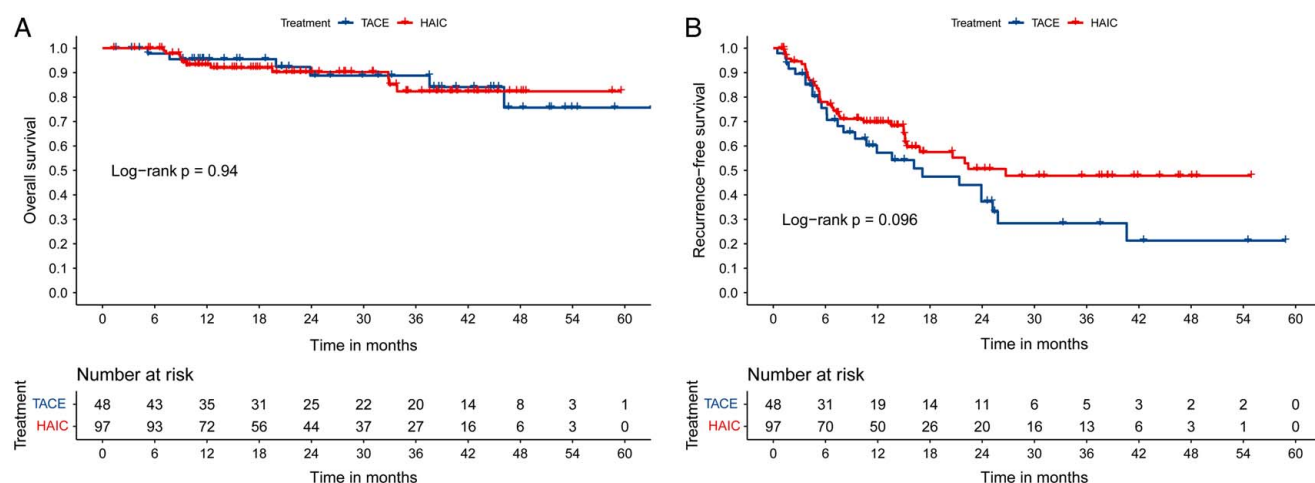 A
Treatment TACE HAIC
Overall survival
1.0
0.9
0.8
0.7
0.6
0.5
0.4
0.3
0.2
0.1
0.0
Log-rank p = 0.94
0 6 12 18 24 30 36 42 48 54 60
Time in months
Number at risk
Treatment
TACE 48 43 35 31 25 22 20 14 8 3 1
HAIC 97 93 72 56 44 37 27 16 6 3 0
0 6 12 18 24 30 36 42 48 54 60
Time in months
B
Treatment TACE HAIC
Recurrence-free survival
1.0
0.9
0.8
0.7
0.6
0.5
0.4
0.3
0.2
0.1
0.0
Log-rank p = 0.096
0 6 12 18 24 30 36 42 48 54 60
Time in months
Number at risk
Treatment
TACE 48 31 19 14 11 6 5 3 2 2 0
HAIC 97 70 50 26 20 16 13 6 3 1 0
0 6 12 18 24 30 36 42 48 54 60
Time in months